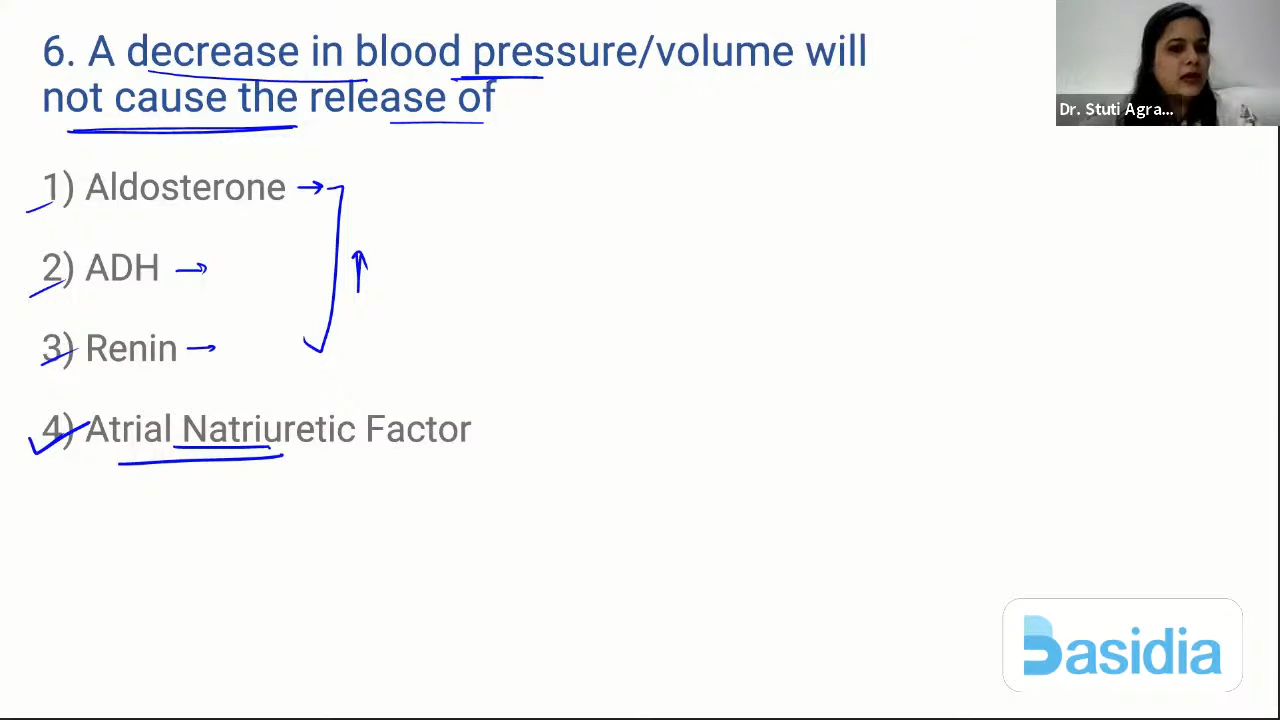 6. A decrease in blood pressure/volume will
not cause the release of
Dr. Stuti Agra...
1) Aldosterone
2) ADH
3) Renin
4) Atrial Natriuretic Factor
Basidia